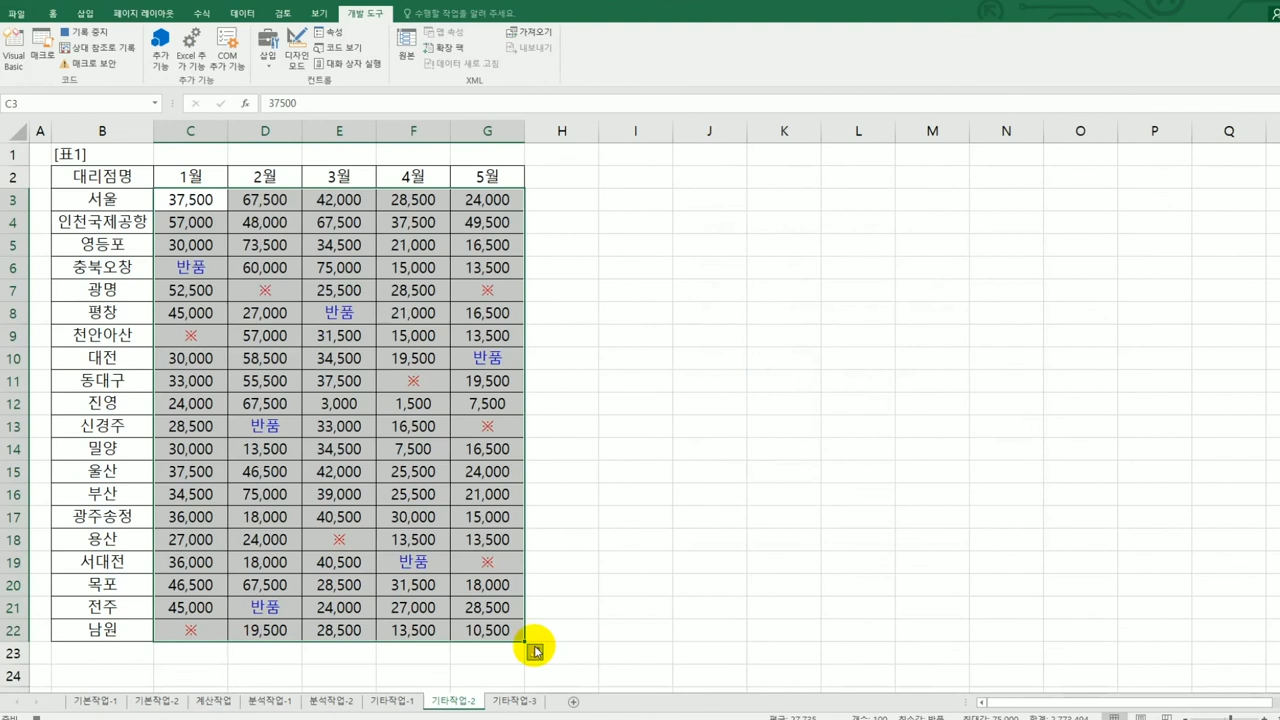 파일 홈 삽입 페이지 레이아웃 수식 데이터 검토 보기 개발 도구 수행할 작업을 알려 주세요.
Visual Basic 매크로 기록 중지 상대 참조로 기록 매크로 보안 추가 기능 Excel 추가 기능 COM 추가 기능 삽입 디자인 모드 속성 코드 보기 대화 상자 실행 원본 맵 속성 확장 팩 데이터 새로 고침 가져오기 내보내기
코드 추가 기능 컨트롤 XML
C3 fx 37500
A B C D E F G H I J K L M N O P Q
1 [표1]
2 대리점명 1월 2월 3월 4월 5월
3 서울 37,500 67,500 42,000 28,500 24,000
4 인천국제공항 57,000 48,000 67,500 37,500 49,500
5 영등포 30,000 73,500 34,500 21,000 16,500
6 충북오창 반품 60,000 75,000 15,000 13,500
7 광명 52,500 ※ 25,500 28,500 ※
8 평창 45,000 27,000 반품 21,000 16,500
9 천안아산 ※ 57,000 31,500 15,000 13,500
10 대전 30,000 58,500 34,500 19,500 반품
11 동대구 33,000 55,500 37,500 ※ 19,500
12 진영 24,000 67,500 3,000 1,500 7,500
13 신경주 28,500 반품 33,000 16,500 ※
14 밀양 30,000 13,500 34,500 7,500 16,500
15 울산 37,500 46,500 42,000 25,500 24,000
16 부산 34,500 75,000 39,000 25,500 21,000
17 광주송정 36,000 18,000 40,500 30,000 15,000
18 용산 27,000 24,000 ※ 13,500 13,500
19 서대전 36,000 18,000 40,500 반품 ※
20 목포 46,500 67,500 28,500 31,500 18,000
21 전주 45,000 반품 24,000 27,000 28,500
22 남원 ※ 19,500 28,500 13,500 10,500
23
24
기본작업-1 기본작업-2 계산작업 분석작업-1 분석작업-2 기타작업-1 기타작업-2 기타작업-3
준비 평균: 27,735 개수: 100 최대값: 75,000 합계: 2,773,494